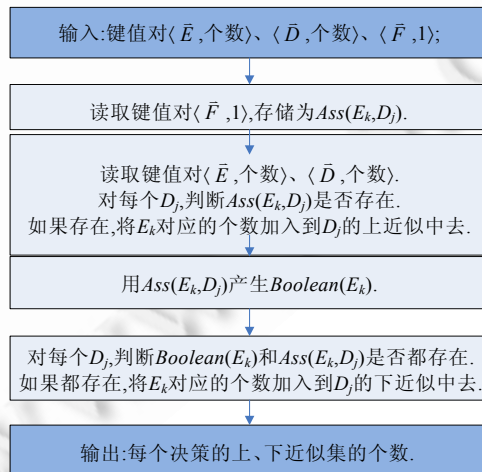 输入:键值对⟨E⃗,个数⟩、⟨D⃗,个数⟩、⟨F⃗,1⟩;
读取键值对⟨F⃗,1⟩,存储为Ass(Eₖ,Dⱼ).
读取键值对⟨E⃗,个数⟩、⟨D⃗,个数⟩.
对每个Dⱼ,判断Ass(Eₖ,Dⱼ)是否存在.
如果存在,将Eₖ对应的个数加入到Dⱼ的上近似中去.
用Ass(Eₖ,Dⱼ)产生Boolean(Eₖ).
对每个Dⱼ,判断Boolean(Eₖ)和Ass(Eₖ,Dⱼ)是否都存在.
如果都存在,将Eₖ对应的个数加入到Dⱼ的下近似中去.
输出:每个决策的上、下近似集的个数.